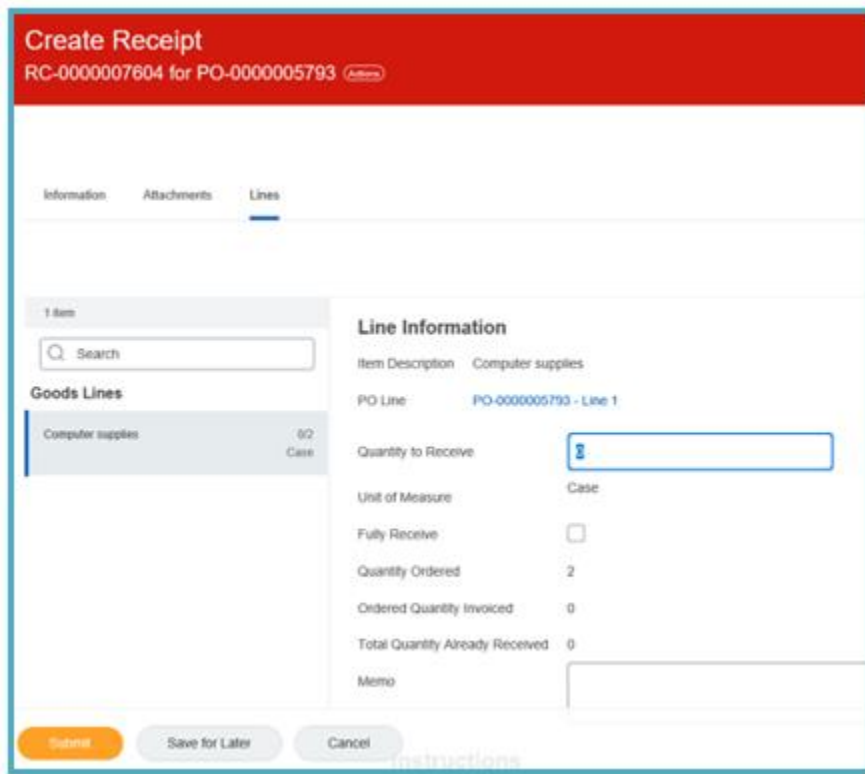 Create Receipt
RC-0000007604 for PO-0000005793 Actions
Information Attachments Lines
1 item
Search
Goods Lines
Computer supplies 0/2
Case
Line Information
Item Description Computer supplies
PO Line PO-0000005793 - Line 1
Quantity to Receive 0
Unit of Measure Case
Fully Receive
Quantity Ordered 2
Ordered Quantity Invoiced 0
Total Quantity Already Received 0
Memo
Submit Save for Later Cancel
Instructions